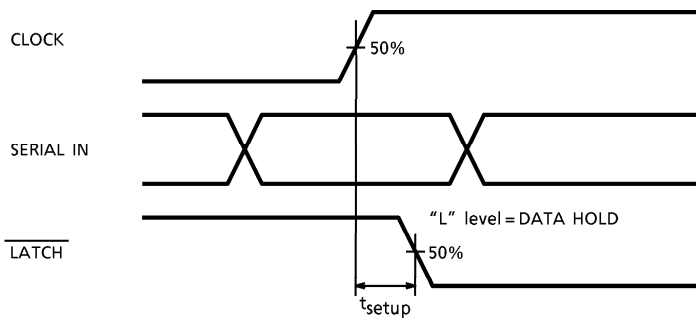 CLOCK
50%
SERIAL IN
"L" level = DATA HOLD
LATCH
50%
tsetup